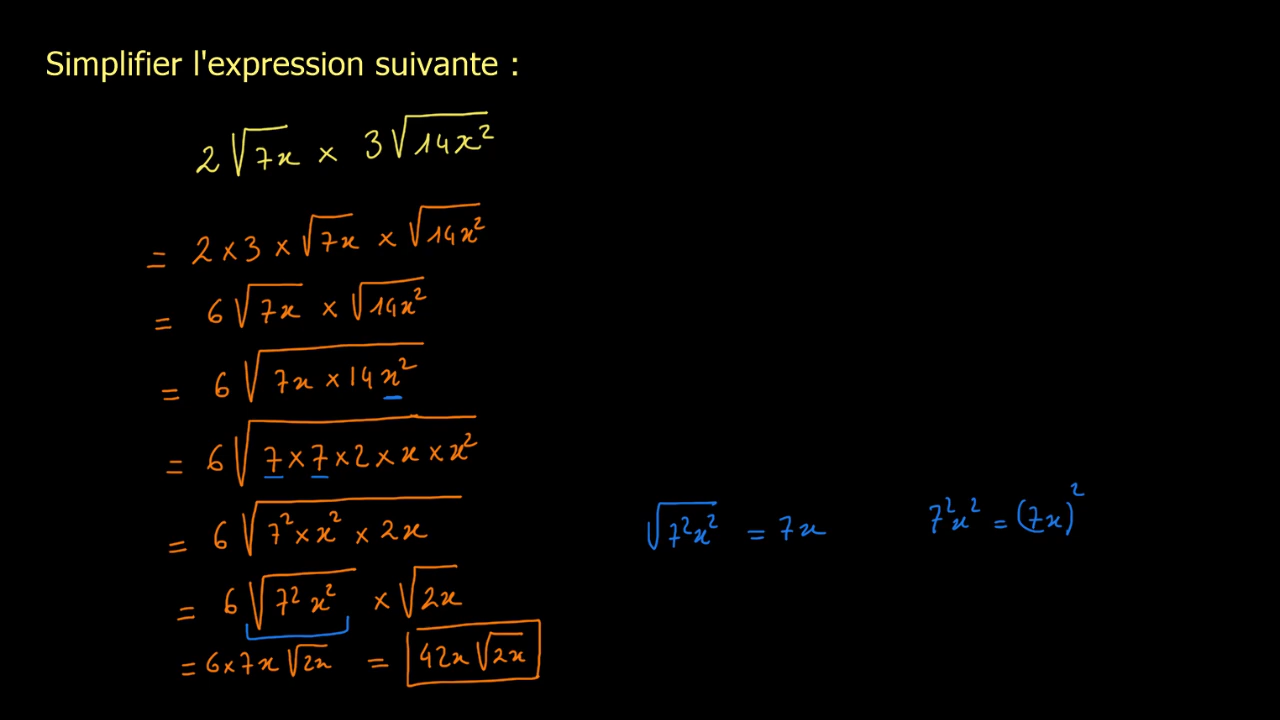 Simplifier l'expression suivante :
2√7x × 3√14x²
= 2 × 3 × √7x × √14x²
= 6√7x × √14x²
= 6√7x × 14x²
= 6√7 × 7 × 2 × x × x²
= 6√7² × x² × 2x
√7²x² = 7x
7²x² = (7x)²
= 6√7²x² × √2x
= 6×7x√2x = 42x√2x